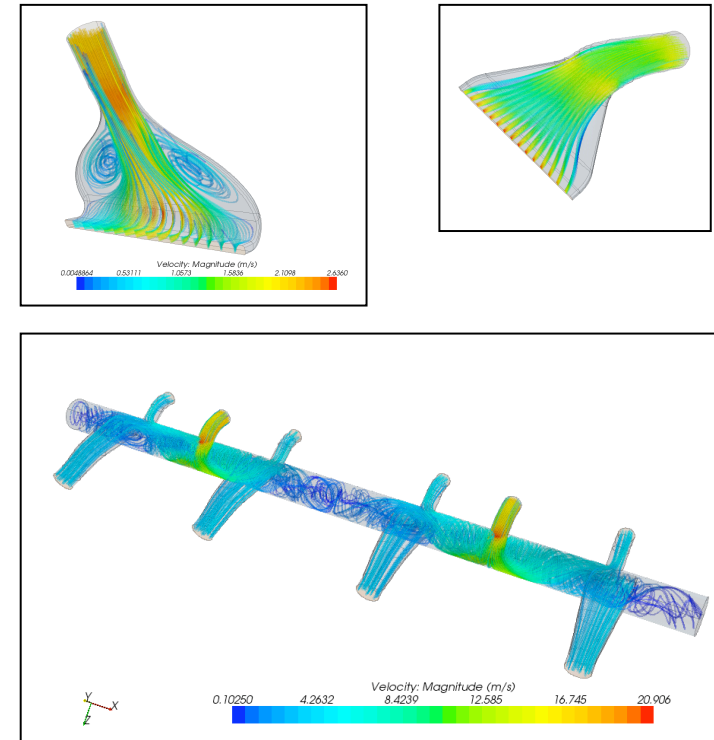 Velocity: Magnitude (m/s)
0.0048864 0.53111 1.0573 1.5836 2.1098 2.6360
Velocity: Magnitude (m/s)
0.10250 4.2632 8.4239 12.585 16.745 20.906
Y
X
Z